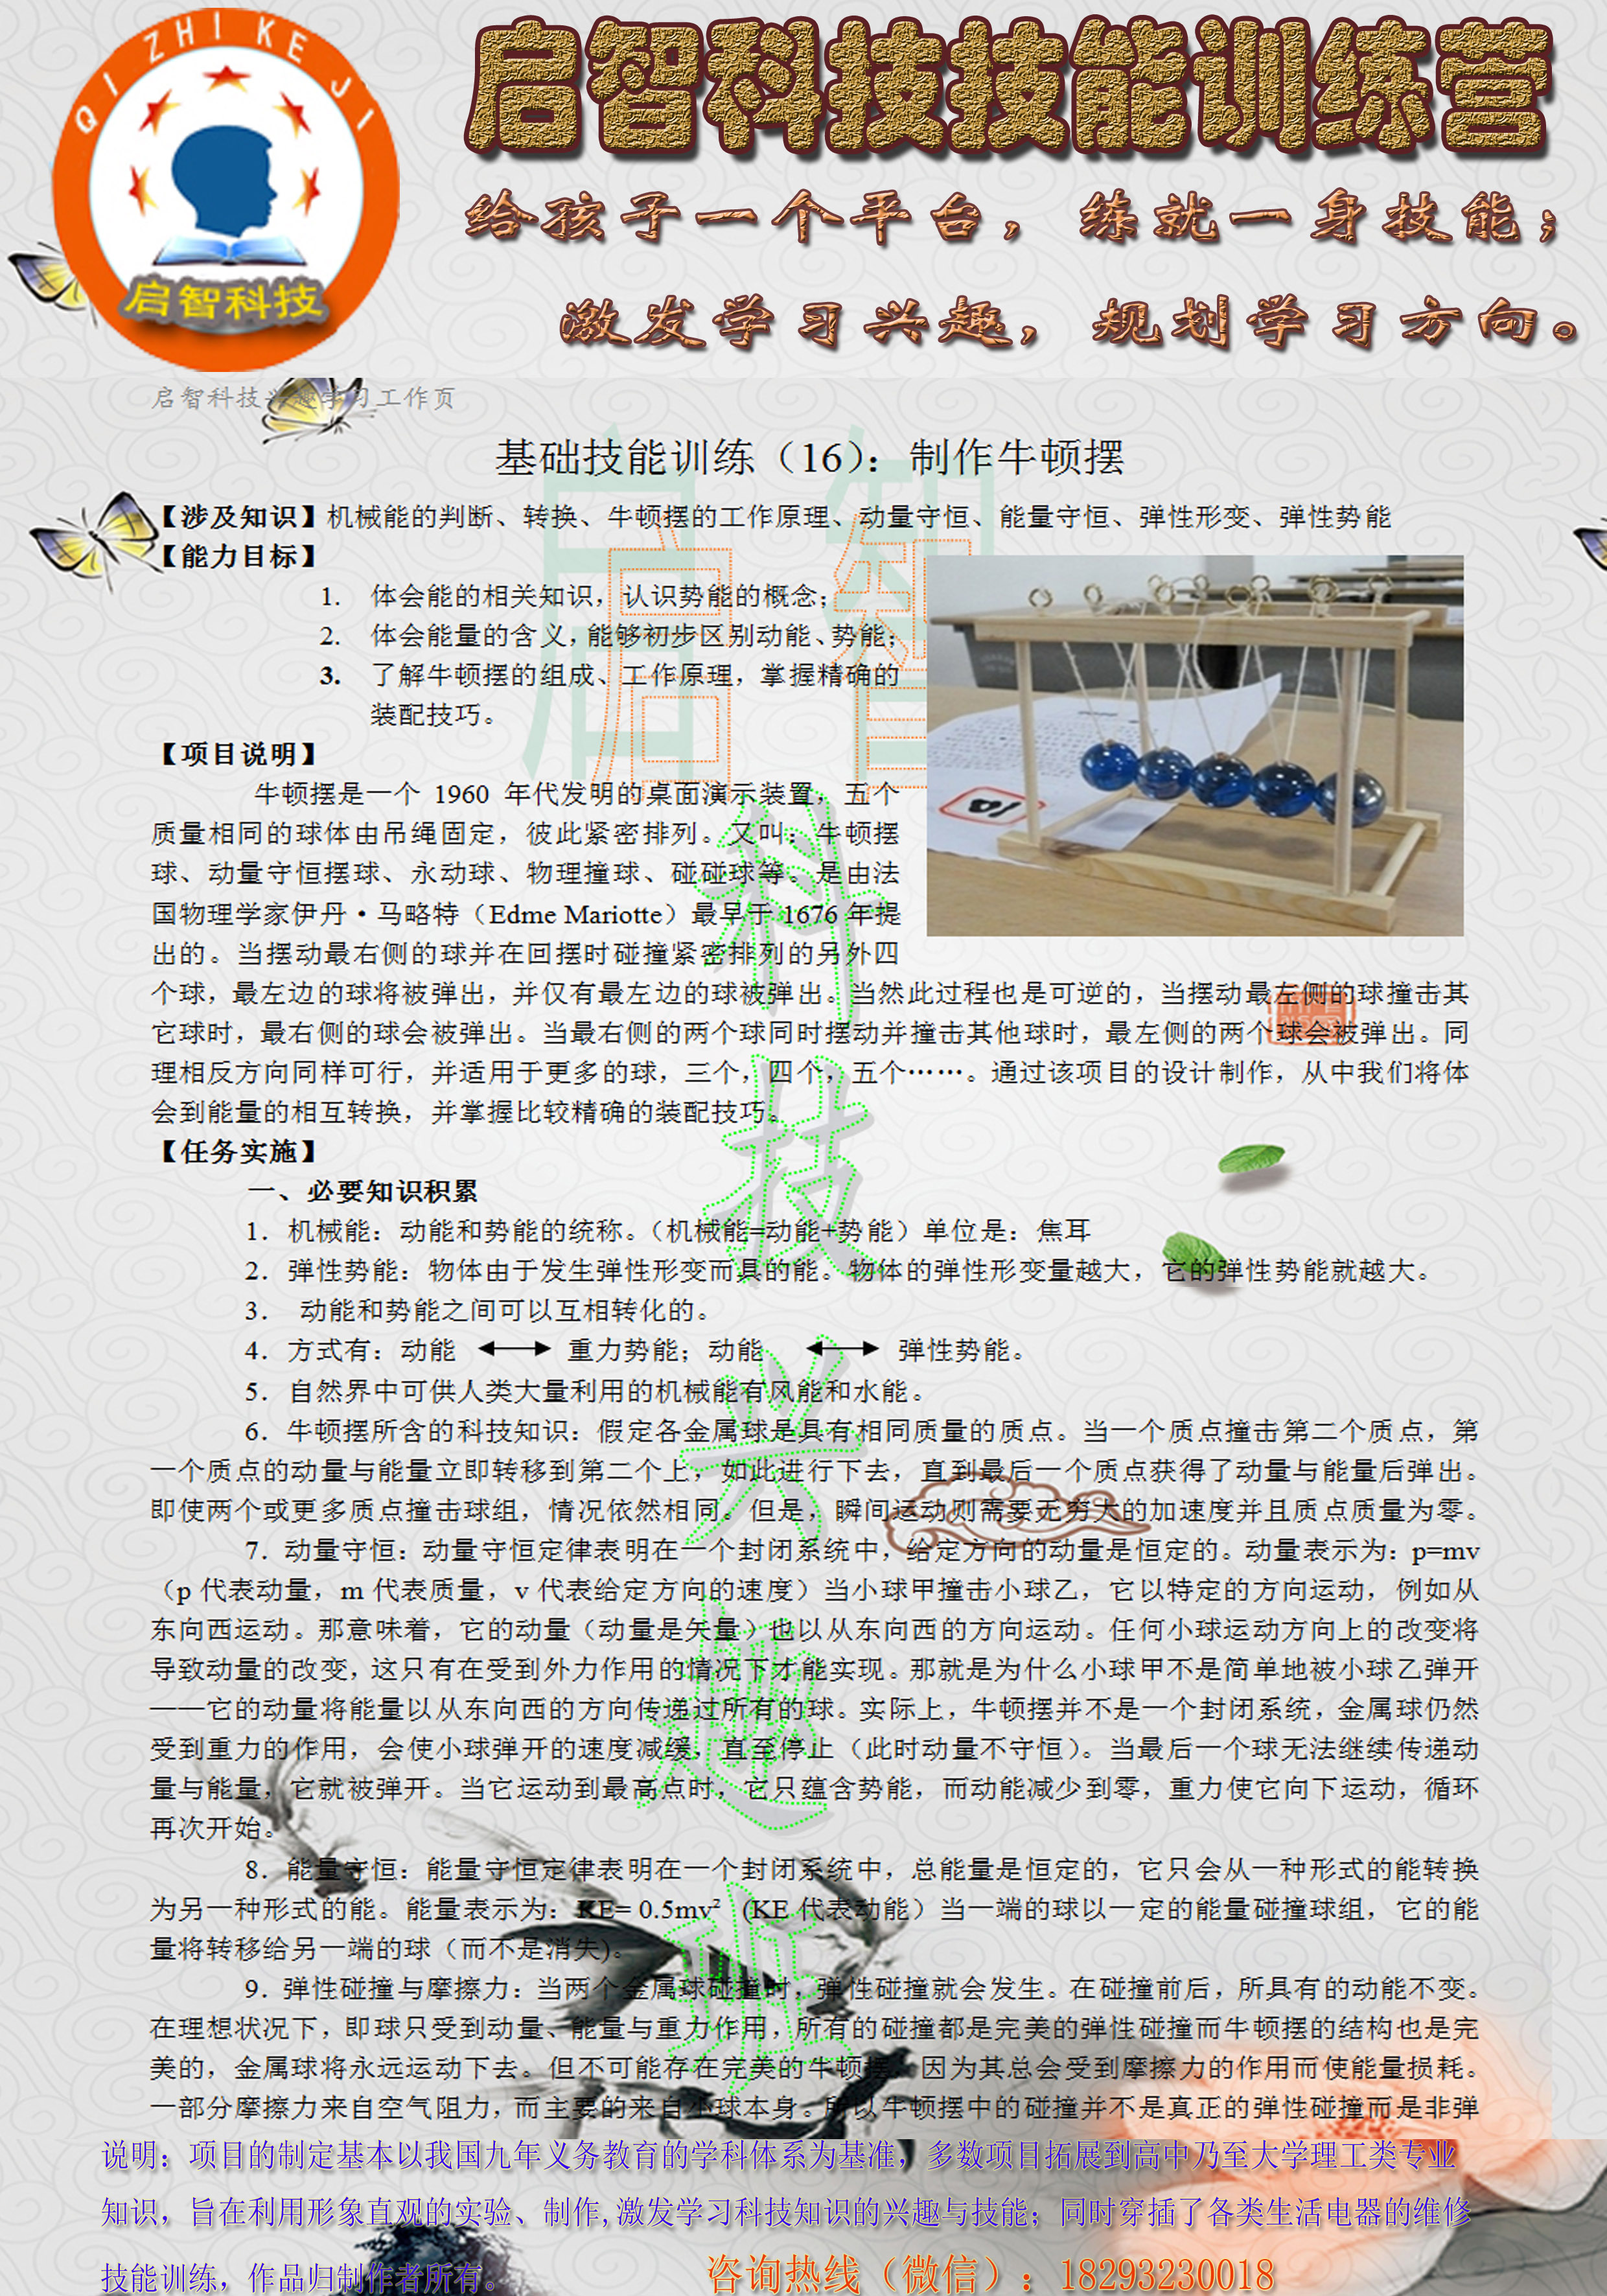 QI ZHI KE JI
启智科技
启智科技技能训练营
给孩子一个平台，练就一身技能；
激发学习兴趣，规划学习方向。
启智科技兴趣学习工作页
基础技能训练（16）：制作牛顿摆
【涉及知识】机械能的判断、转换、牛顿摆的工作原理、动量守恒、能量守恒、弹性形变、弹性势能
【能力目标】
1. 体会能的相关知识，认识势能的概念；
2. 体会能量的含义，能够初步区别动能、势能；
3. 了解牛顿摆的组成、工作原理，掌握精确的
装配技巧。
【项目说明】
牛顿摆是一个 1960 年代发明的桌面演示装置，五个
质量相同的球体由吊绳固定，彼此紧密排列。又叫：牛顿摆
球、动量守恒摆球、永动球、物理撞球、碰碰球等。是由法
国物理学家伊丹·马略特（Edme Mariotte）最早于 1676 年提
出的。当摆动最右侧的球并在回摆时碰撞紧密排列的另外四
个球，最左边的球将被弹出，并仅有最左边的球被弹出。当然此过程也是可逆的，当摆动最左侧的球撞击其
它球时，最右侧的球会被弹出。当最右侧的两个球同时摆动并撞击其他球时，最左侧的两个球会被弹出。同
理相反方向同样可行，并适用于更多的球，三个，四个，五个……。通过该项目的设计制作，从中我们将体
会到能量的相互转换，并掌握比较精确的装配技巧。
【任务实施】
一、必要知识积累
1．机械能：动能和势能的统称。（机械能=动能+势能）单位是：焦耳
2．弹性势能：物体由于发生弹性形变而具的能。物体的弹性形变量越大，它的弹性势能就越大。
3． 动能和势能之间可以互相转化的。
4．方式有：动能 ⟷ 重力势能；动能 ⟷ 弹性势能。
5．自然界中可供人类大量利用的机械能有风能和水能。
6．牛顿摆所含的科技知识：假定各金属球是具有相同质量的质点。当一个质点撞击第二个质点，第
一个质点的动量与能量立即转移到第二个上，如此进行下去，直到最后一个质点获得了动量与能量后弹出。
即使两个或更多质点撞击球组，情况依然相同。但是，瞬间运动则需要无穷大的加速度并且质点质量为零。
7．动量守恒：动量守恒定律表明在一个封闭系统中，给定方向的动量是恒定的。动量表示为：p=mv
（p 代表动量，m 代表质量，v 代表给定方向的速度）当小球甲撞击小球乙，它以特定的方向运动，例如从
东向西运动。那意味着，它的动量（动量是矢量）也以从东向西的方向运动。任何小球运动方向上的改变将
导致动量的改变，这只有在受到外力作用的情况下才能实现。那就是为什么小球甲不是简单地被小球乙弹开
——它的动量将能量以从东向西的方向传递过所有的球。实际上，牛顿摆并不是一个封闭系统，金属球仍然
受到重力的作用，会使小球弹开的速度减缓，直至停止（此时动量不守恒）。当最后一个球无法继续传递动
量与能量，它就被弹开。当它运动到最高点时，它只蕴含势能，而动能减少到零，重力使它向下运动，循环
再次开始。
8．能量守恒：能量守恒定律表明在一个封闭系统中，总能量是恒定的，它只会从一种形式的能转换
为另一种形式的能。能量表示为：KE= 0.5mv² (KE 代表动能）当一端的球以一定的能量碰撞球组，它的能
量将转移给另一端的球（而不是消失)。
9．弹性碰撞与摩擦力：当两个金属球碰撞时，弹性碰撞就会发生。在碰撞前后，所具有的动能不变。
在理想状况下，即球只受到动量、能量与重力作用，所有的碰撞都是完美的弹性碰撞而牛顿摆的结构也是完
美的，金属球将永远运动下去。但不可能存在完美的牛顿摆，因为其总会受到摩擦力的作用而使能量损耗。
一部分摩擦力来自空气阻力，而主要的来自小球本身。所以牛顿摆中的碰撞并不是真正的弹性碰撞而是非弹
启智科技兴趣班
说明：项目的制定基本以我国九年义务教育的学科体系为基准，多数项目拓展到高中乃至大学理工类专业
知识，旨在利用形象直观的实验、制作,激发学习科技知识的兴趣与技能；同时穿插了各类生活电器的维修
技能训练，作品归制作者所有。
咨询热线（微信）：18293230018